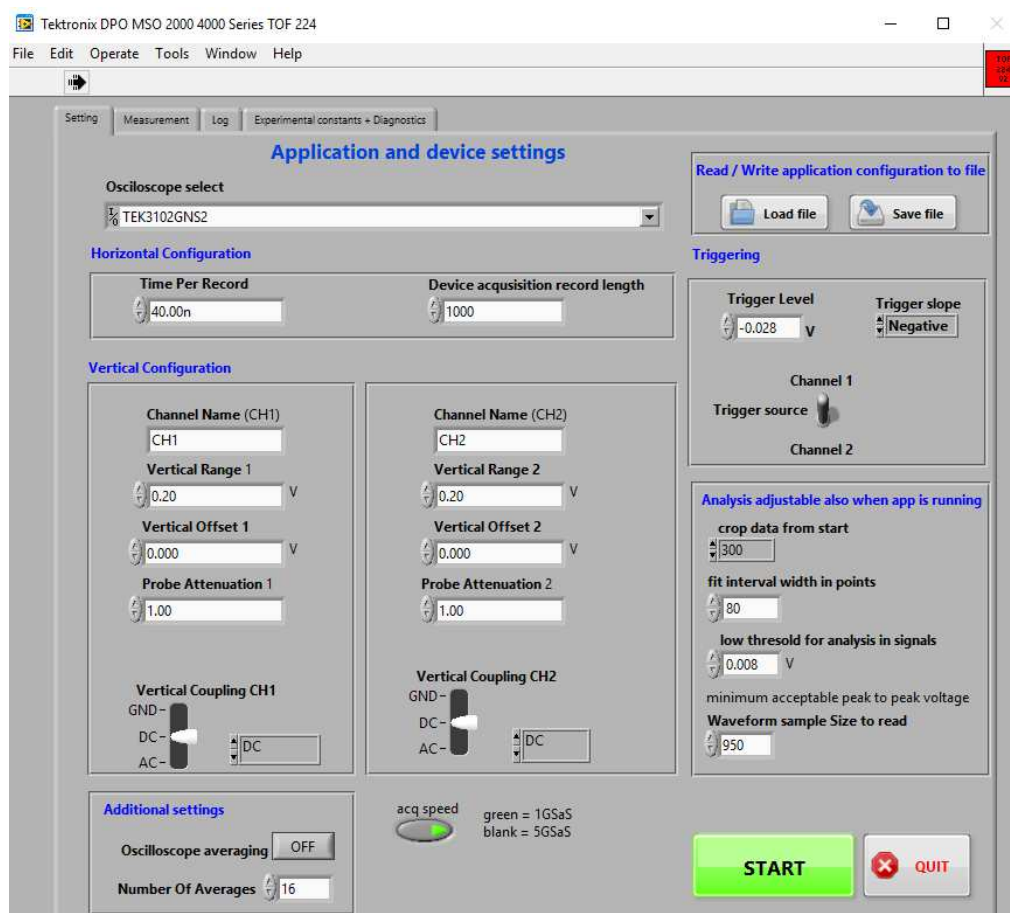 Tektronix DPO MSO 2000 4000 Series TOF 224
File Edit Operate Tools Window Help
TOF
Setting Measurement Log Experimental constants + Diagnostics
Application and device settings
Osciloscope select
TEK3102GNS2
Read / Write application configuration to file
Load file Save file
Horizontal Configuration
Time Per Record Device acqusisition record length
40.00n 1000
Triggering
Trigger Level Trigger slope
-0.028 V Negative
Channel 1
Trigger source
Channel 2
Vertical Configuration
Channel Name (CH1)
CH1
Vertical Range 1
0.20 V
Vertical Offset 1
0.000 V
Probe Attenuation 1
1.00
Vertical Coupling CH1
GND
DC
AC
DC
Channel Name (CH2)
CH2
Vertical Range 2
0.20 V
Vertical Offset 2
0.000 V
Probe Attenuation 2
1.00
Vertical Coupling CH2
GND
DC
AC
DC
Analysis adjustable also when app is running
crop data from start
300
fit interval width in points
80
low thresold for analysis in signals
0.008 V
minimum acceptable peak to peak voltage
Waveform sample Size to read
950
Additional settings
Oscilloscope averaging OFF
Number Of Averages 16
acq speed
green = 1GSaS
blank = 5GSaS
START
QUIT